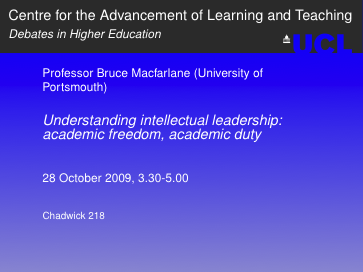 Centre for the Advancement of Learning and Teaching
Debates in Higher Education
UCL
Professor Bruce Macfarlane (University of
Portsmouth)
Understanding intellectual leadership:
academic freedom, academic duty
28 October 2009, 3.30-5.00
Chadwick 218